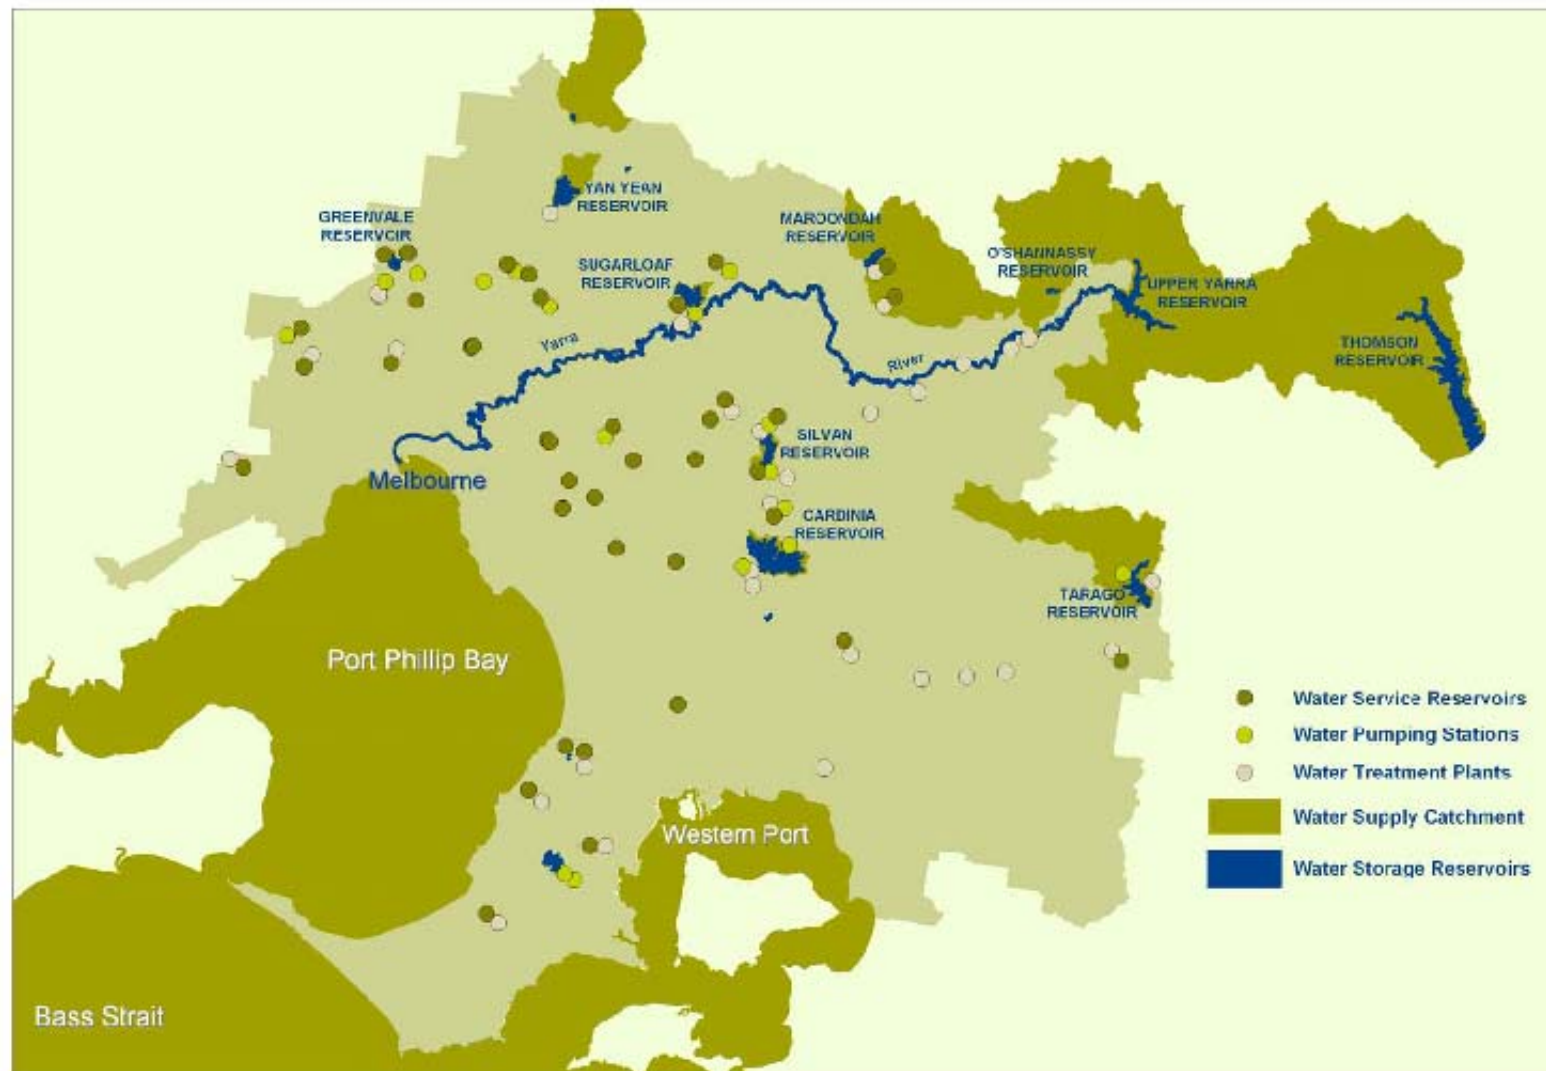 YAN YEAN
RESERVOIR
GREENVALE
RESERVOIR
MAROONDAH
RESERVOIR
SUGARLOAF
RESERVOIR
O'SHANNASSY
RESERVOIR
UPPER YARRA
RESERVOIR
THOMSON
RESERVOIR
Yarra
River
SILVAN
RESERVOIR
Melbourne
CARDINIA
RESERVOIR
TARAGO
RESERVOIR
Port Phillip Bay
Western Port
Bass Strait
Water Service Reservoirs
Water Pumping Stations
Water Treatment Plants
Water Supply Catchment
Water Storage Reservoirs